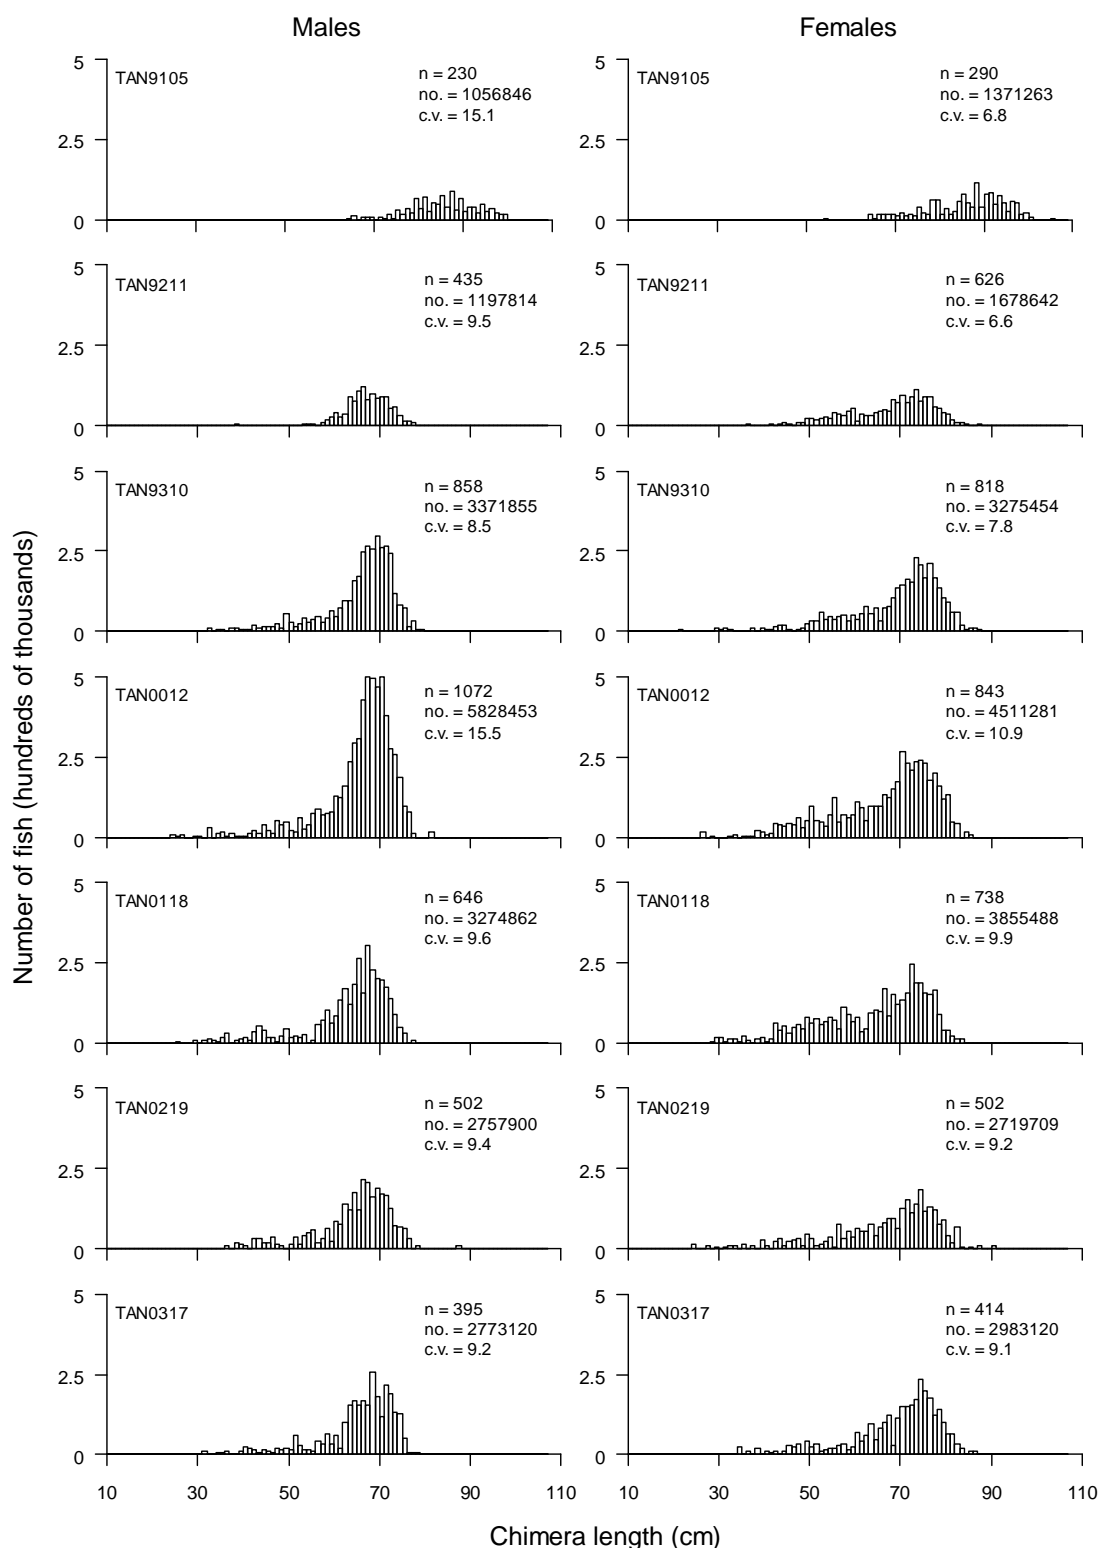 Males Females
5 TAN9105 n = 230 5 TAN9105 n = 290
no. = 1056846 no. = 1371263
c.v. = 15.1 c.v. = 6.8
2.5 2.5
0 0
5 TAN9211 n = 435 5 TAN9211 n = 626
no. = 1197814 no. = 1678642
c.v. = 9.5 c.v. = 6.6
2.5 2.5
0 0
5 TAN9310 n = 858 5 TAN9310 n = 818
no. = 3371855 no. = 3275454
c.v. = 8.5 c.v. = 7.8
2.5 2.5
0 0
Number of fish (hundreds of thousands)
5 TAN0012 n = 1072 5 TAN0012 n = 843
no. = 5828453 no. = 4511281
c.v. = 15.5 c.v. = 10.9
2.5 2.5
0 0
5 TAN0118 n = 646 5 TAN0118 n = 738
no. = 3274862 no. = 3855488
c.v. = 9.6 c.v. = 9.9
2.5 2.5
0 0
5 TAN0219 n = 502 5 TAN0219 n = 502
no. = 2757900 no. = 2719709
c.v. = 9.4 c.v. = 9.2
2.5 2.5
0 0
5 TAN0317 n = 395 5 TAN0317 n = 414
no. = 2773120 no. = 2983120
c.v. = 9.2 c.v. = 9.1
2.5 2.5
0 0
10 30 50 70 90 110 10 30 50 70 90 110
Chimera length (cm)